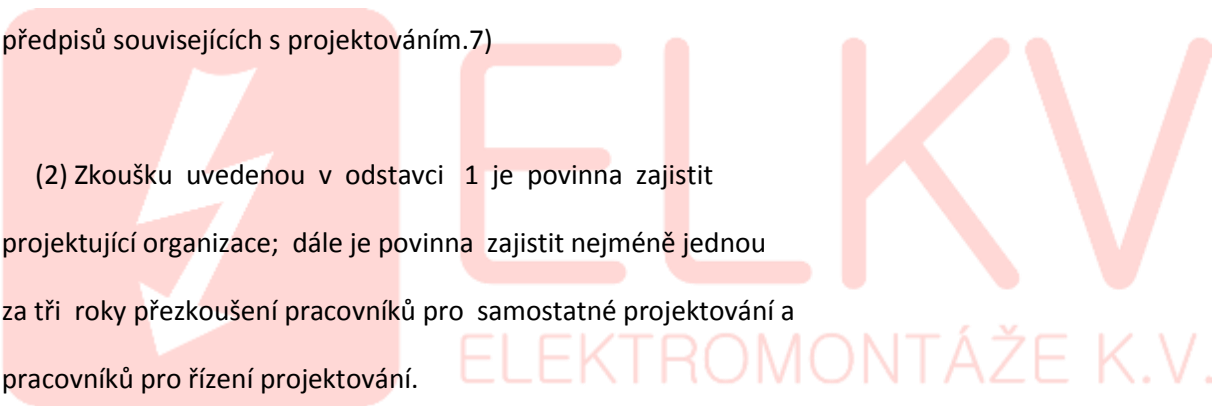 předpisů souvisejících s projektováním.7)
(2) Zkoušku uvedenou v odstavci 1 je povinna zajistit
projektující organizace; dále je povinna zajistit nejméně jednou
za tři roky přezkoušení pracovníků pro samostatné projektování a
pracovníků pro řízení projektování.
ELKV
ELEKTROMONTÁŽE K.V.